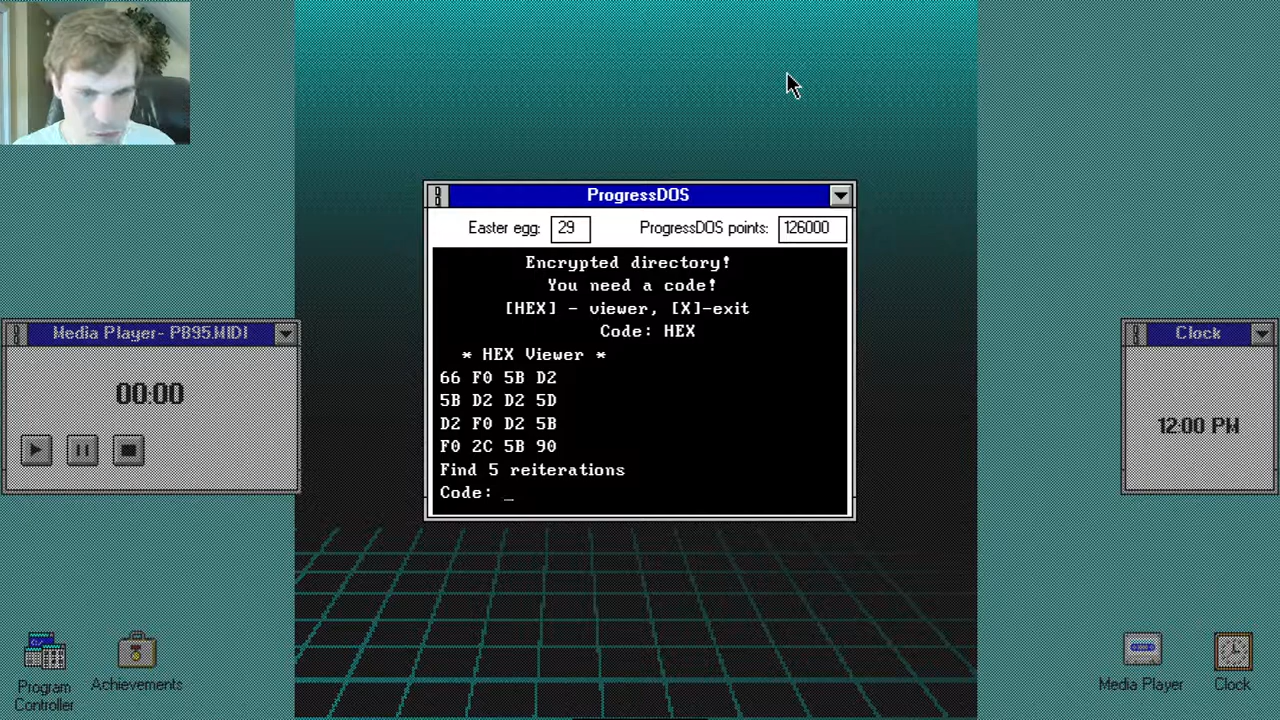 ProgressDOS
Easter egg: 29 ProgressDOS points: 126000
Encrypted directory!
You need a code!
[HEX] - viewer, [X]-exit
Code: HEX
* HEX Viewer *
66 F0 5B D2
5B D2 D2 5D
D2 F0 D2 5B
F0 2C 5B 90
Find 5 reiterations
Code: _
Media Player- PB95.MIDI
00:00
Clock
12:00 PM
Program
Controller
Achievements
Media Player
Clock